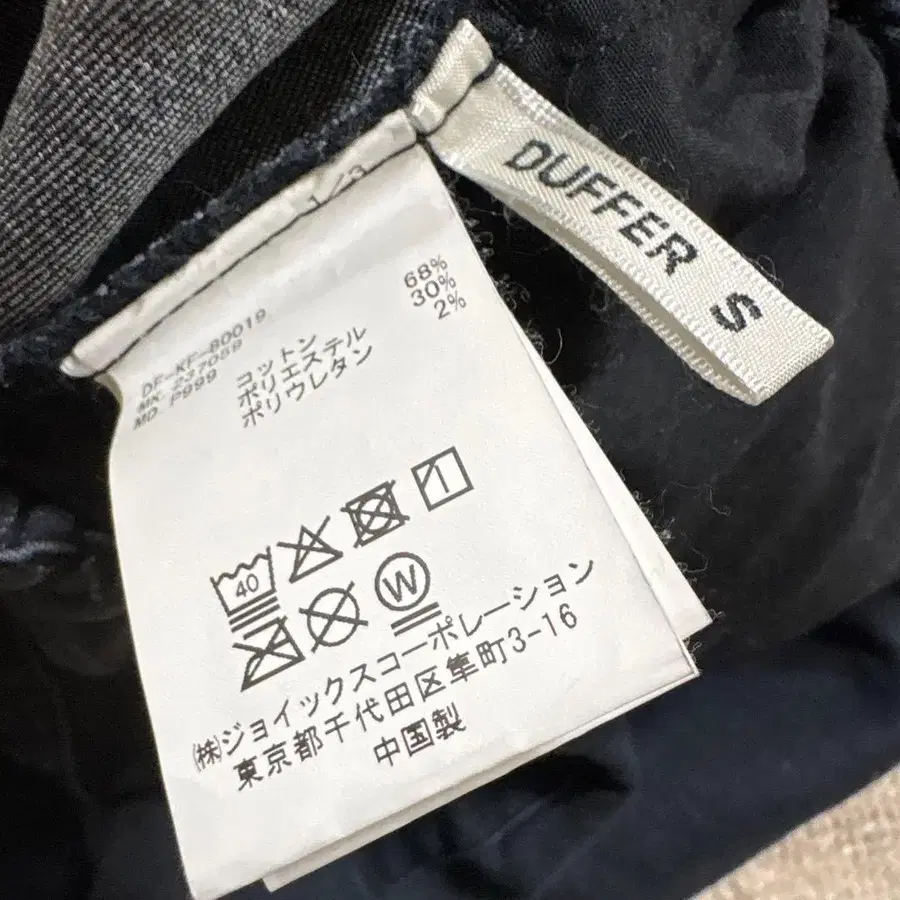 DUFFER S
1/3
DF-KF-80019
MK. 237059
MD. P999
コットン 68%
ポリエステル 30%
ポリウレタン 2%
40
W
㈱ジョイックスコーポレーション
東京都千代田区隼町3-16
中国製